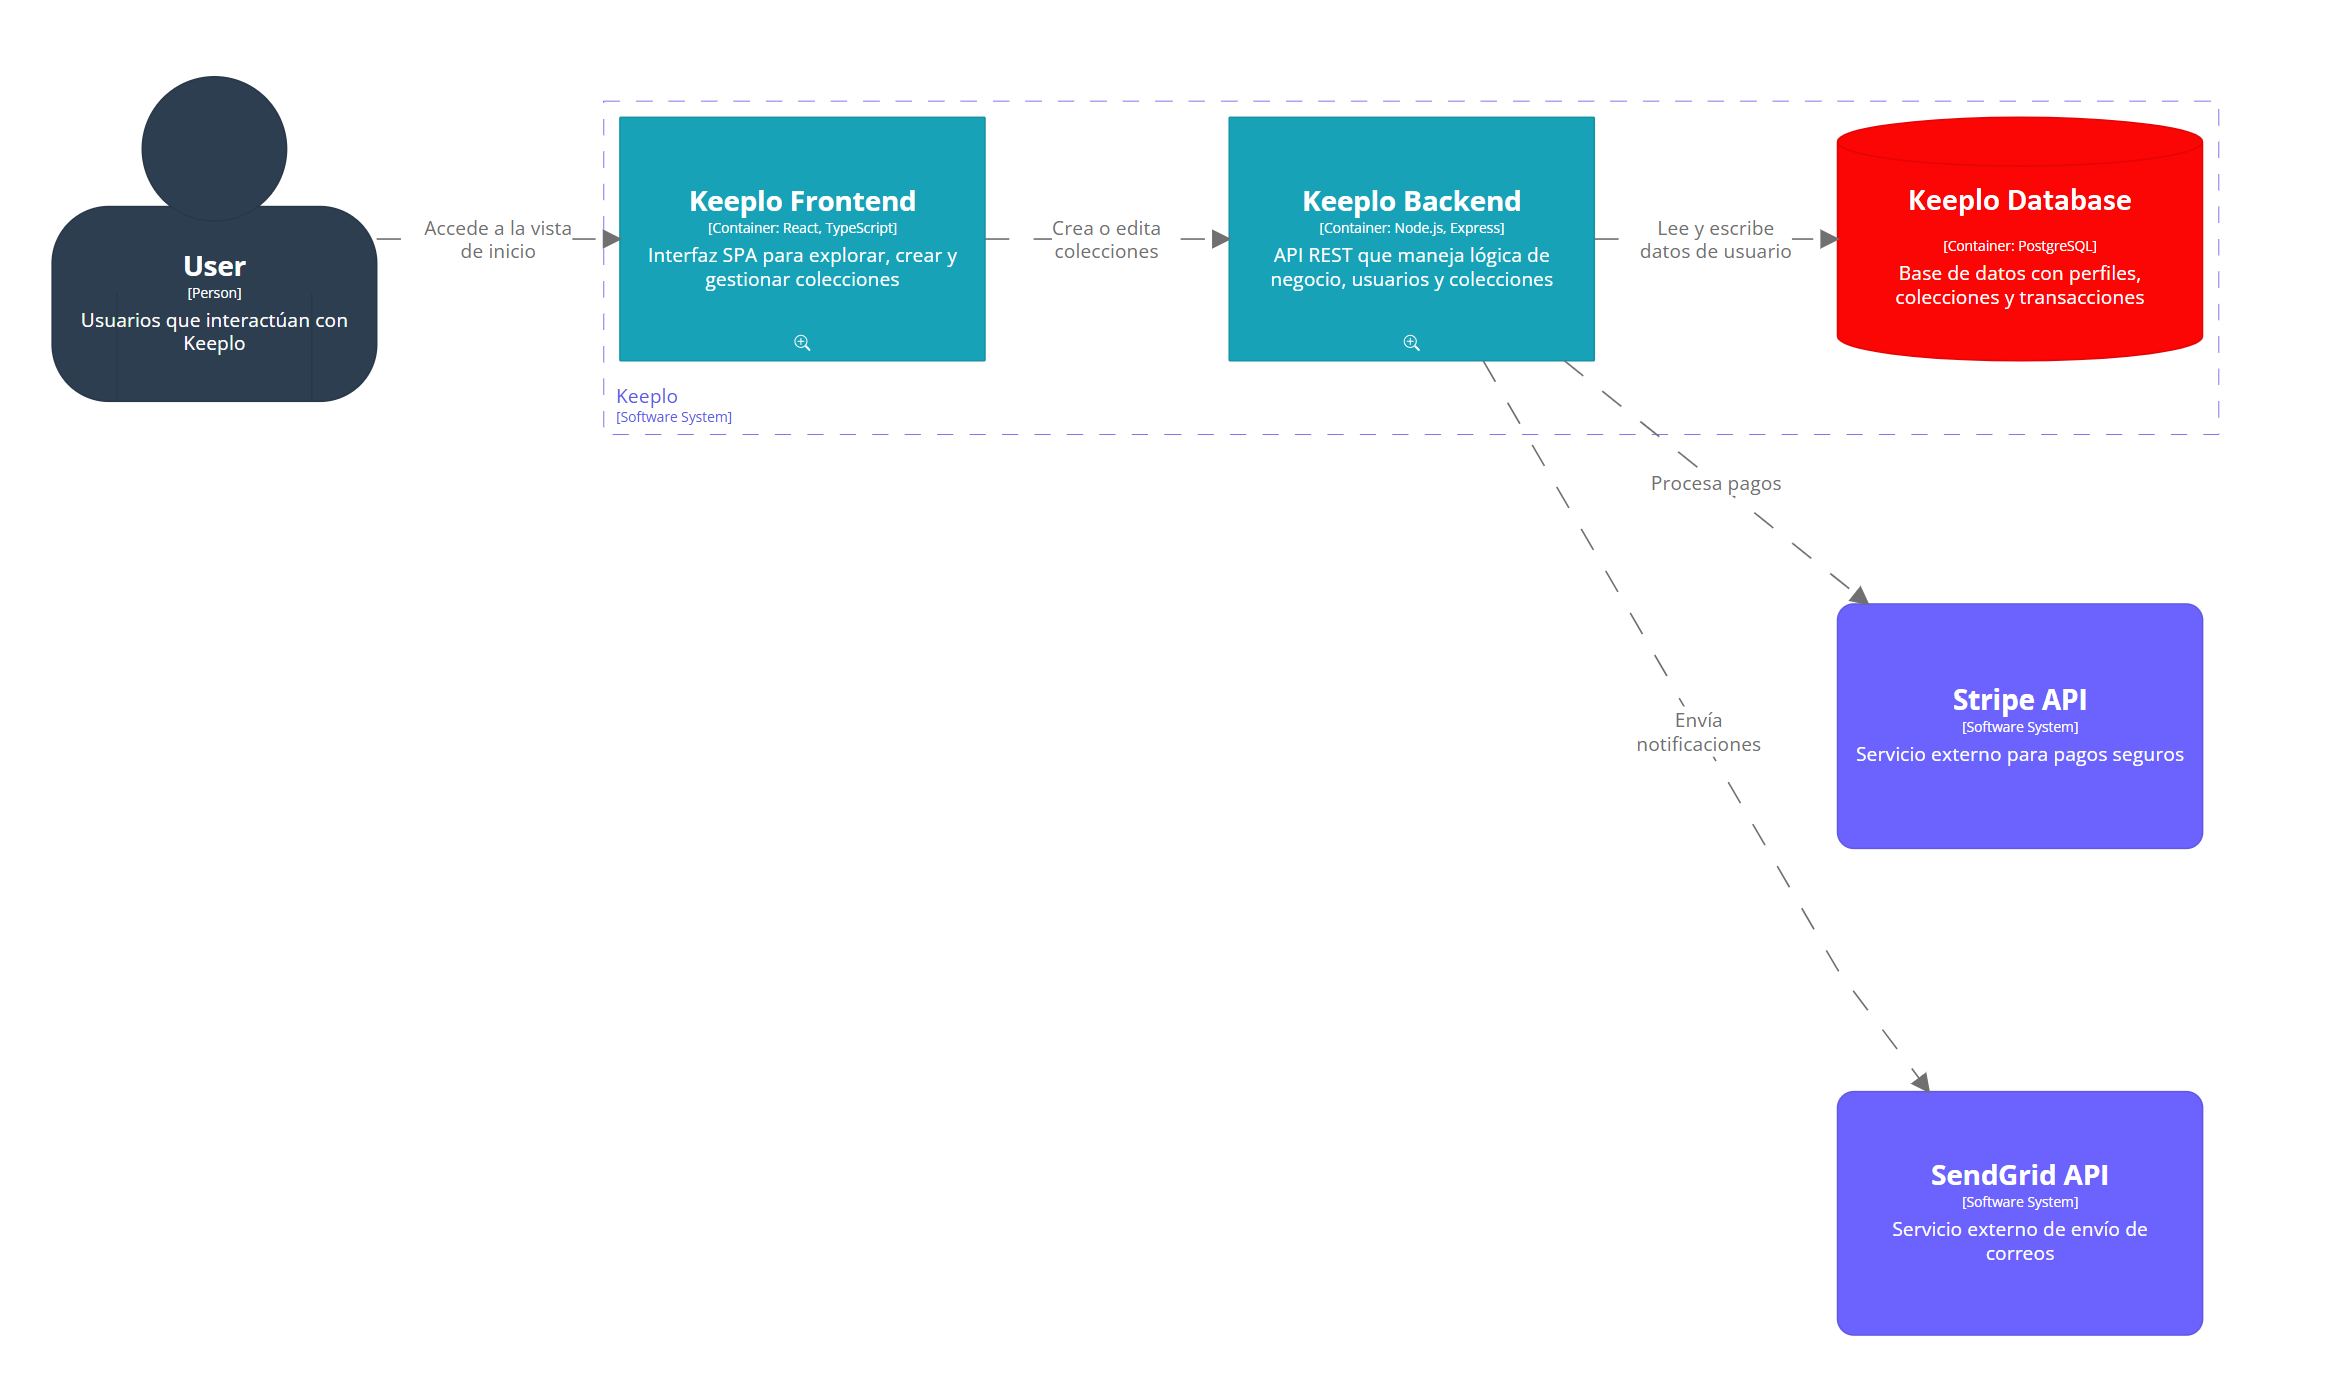 User
[Person]
Usuarios que interactúan con
Keeplo
Accede a la vista
de inicio
Keeplo Frontend
[Container: React, TypeScript]
Interfaz SPA para explorar, crear y
gestionar colecciones
Crea o edita
colecciones
Keeplo Backend
[Container: Node.js, Express]
API REST que maneja lógica de
negocio, usuarios y colecciones
Lee y escribe
datos de usuario
Keeplo Database
[Container: PostgreSQL]
Base de datos con perfiles,
colecciones y transacciones
Keeplo
[Software System]
Procesa pagos
Stripe API
[Software System]
Servicio externo para pagos seguros
Envía
notificaciones
SendGrid API
[Software System]
Servicio externo de envío de
correos